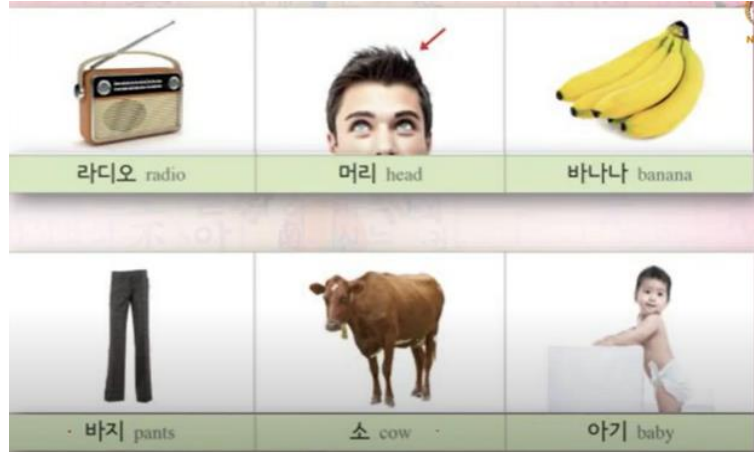 라디오 radio
머리 head
바나나 banana
바지 pants
소 cow
아기 baby